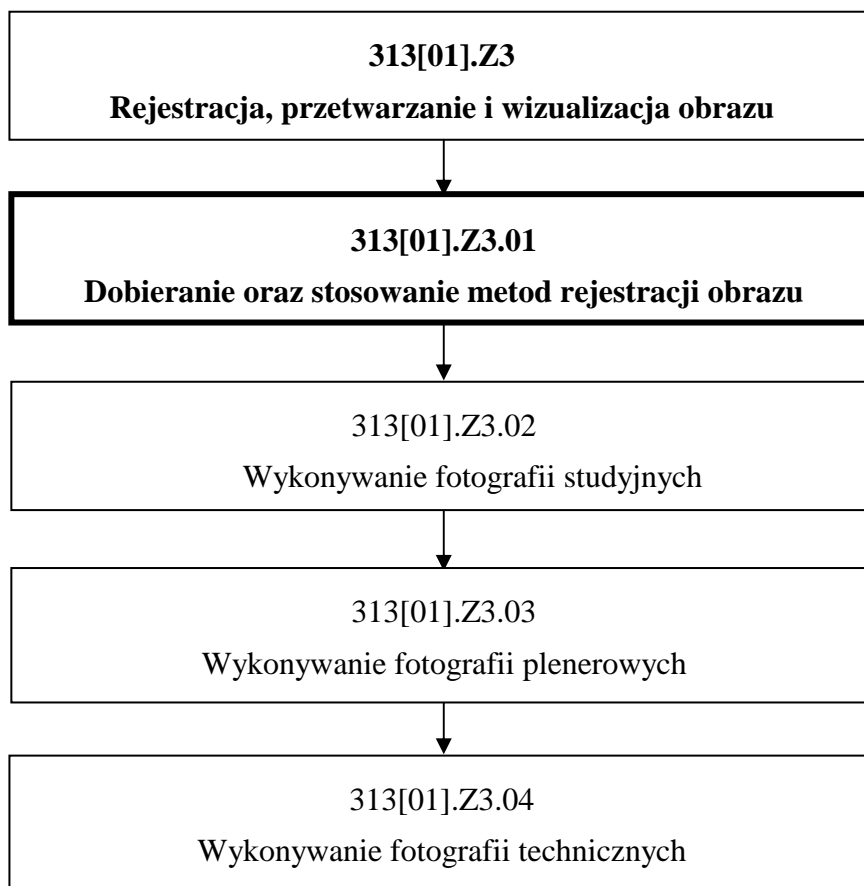 313[01].Z3
Rejestracja, przetwarzanie i wizualizacja obrazu
313[01].Z3.01
Dobieranie oraz stosowanie metod rejestracji obrazu
313[01].Z3.02
Wykonywanie fotografii studyjnych
313[01].Z3.03
Wykonywanie fotografii plenerowych
313[01].Z3.04
Wykonywanie fotografii technicznych